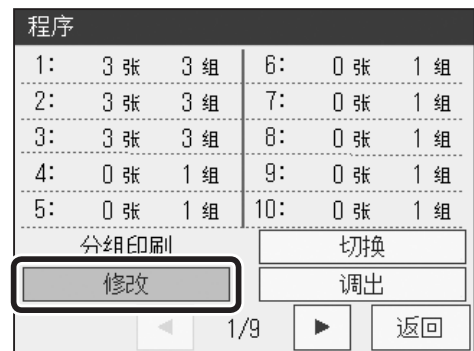 程序
1: 3 张 3 组 6: 0 张 1 组
2: 3 张 3 组 7: 0 张 1 组
3: 3 张 3 组 8: 0 张 1 组
4: 0 张 1 组 9: 0 张 1 组
5: 0 张 1 组 10: 0 张 1 组
分组印刷 切换
修改 调出
◀ 1/9 ▶ 返回